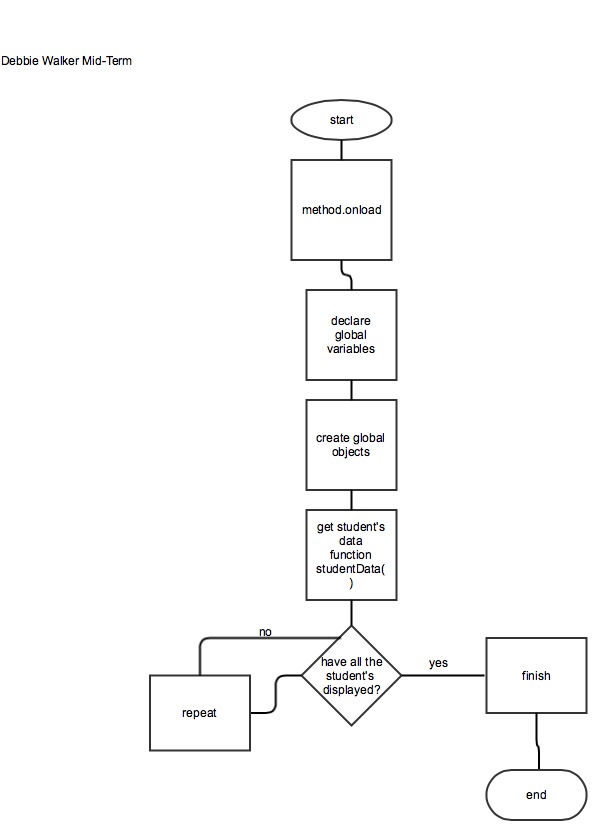 Debbie Walker Mid-Term
start
method.onload
declare
global
variables
create global
objects
get student's
data
function
studentData(
)
no
have all the
student's
displayed?
yes
finish
repeat
end